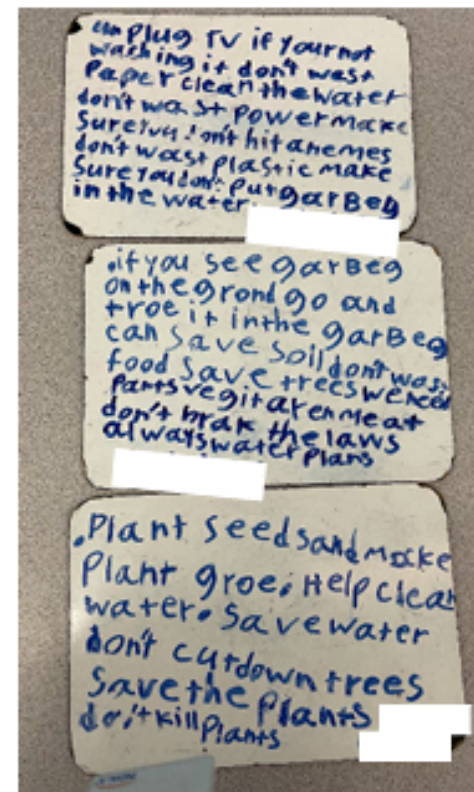 unplug TV if your not
washing it don't wast
Paper clean the water
don't wast power make
Sure you don't hit anemes
don't wast plastic make
Sure you don't put garBeg
in the water
.if you see garBeg
on the grond go and
troe it in the garBeg
can save soil don't was
food save trees we need
Pants vegitaren meat
don't brak the laws
always water plans
.Plant seeds and make
Plant groe. Help clean
water. save water
don't cut down trees
save the plants
don't kill Plants